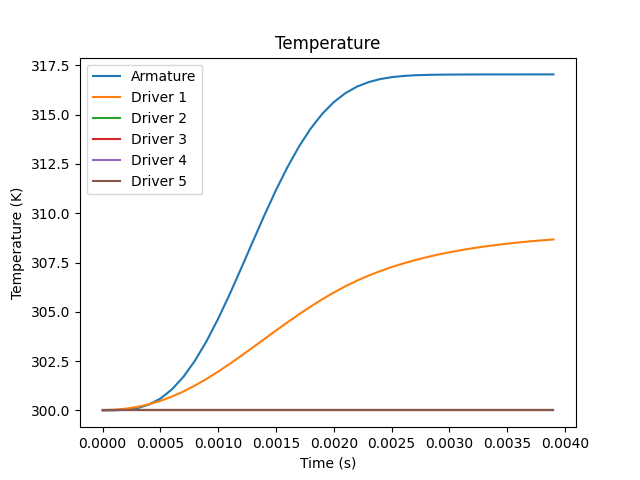 Temperature
317.5
315.0
312.5
310.0
307.5
305.0
302.5
300.0
Temperature (K)
Armature
Driver 1
Driver 2
Driver 3
Driver 4
Driver 5
0.0000 0.0005 0.0010 0.0015 0.0020 0.0025 0.0030 0.0035 0.0040
Time (s)